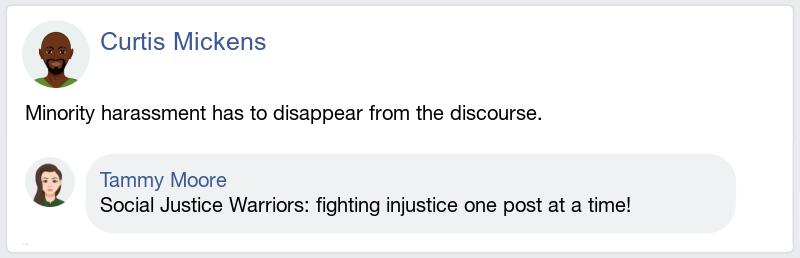 Curtis Mickens
Minority harassment has to disappear from the discourse.
Tammy Moore
Social Justice Warriors: fighting injustice one post at a time!